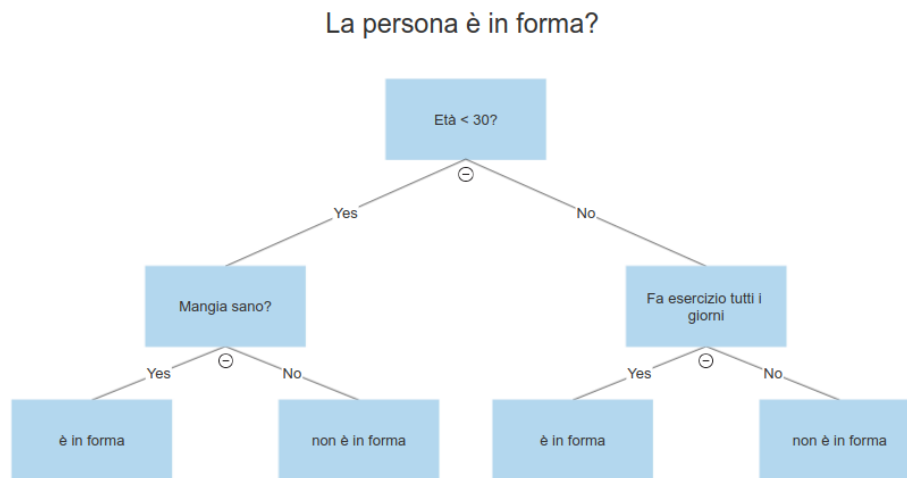 La persona è in forma?
Età < 30?
Yes
No
Mangia sano?
Fa esercizio tutti i
giorni
Yes
No
Yes
No
è in forma
non è in forma
è in forma
non è in forma